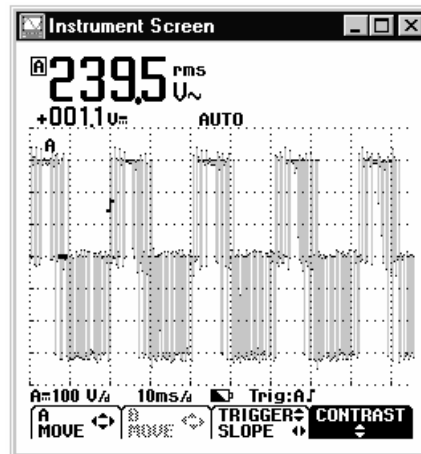 Instrument Screen
A 239.5 rms V~
+001.1 V⎓ AUTO
A
A⎓100 V/d 10ms/d Trig:A∫
A MOVE B MOVE TRIGGER SLOPE CONTRAST